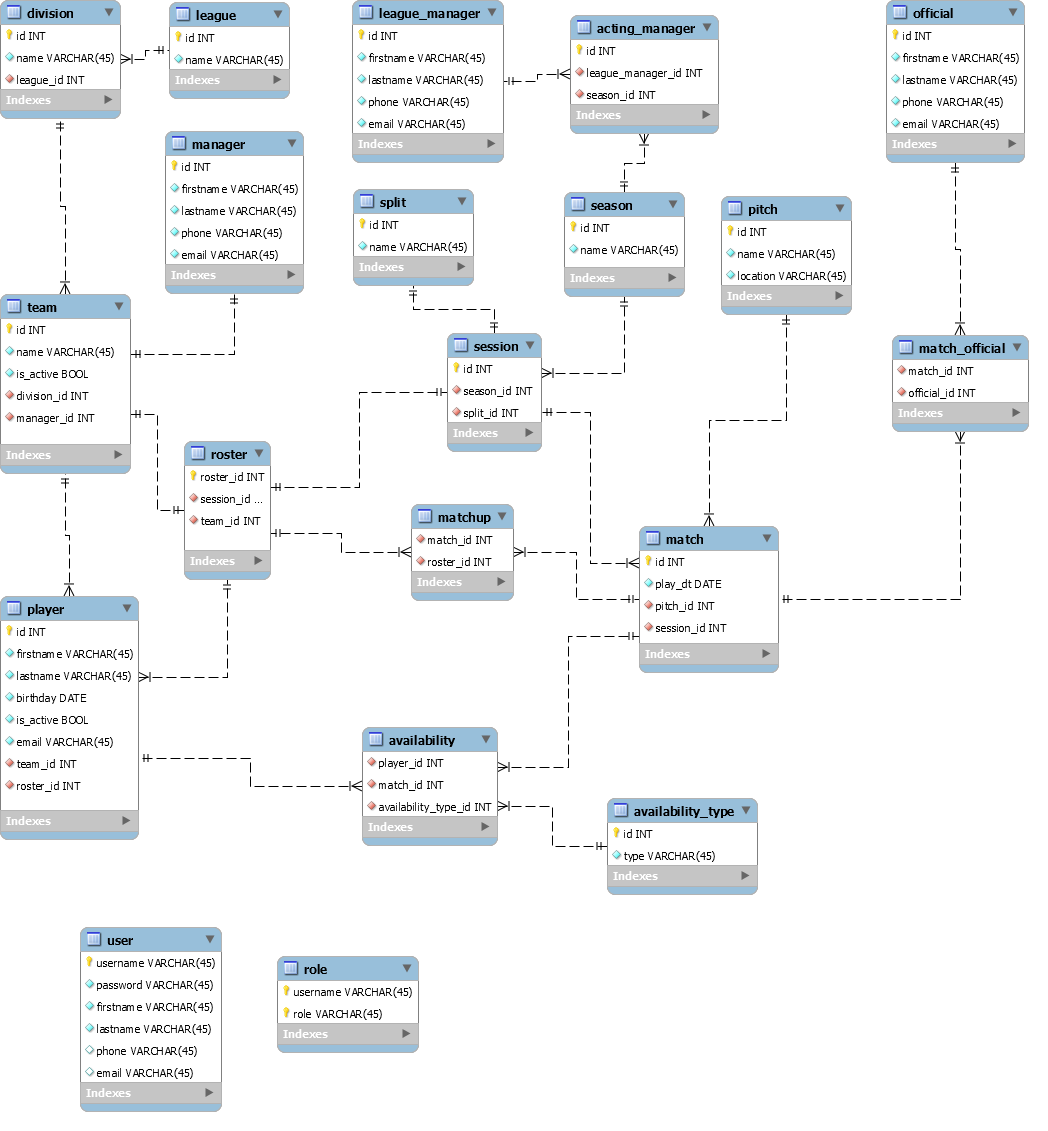 division
id INT
name VARCHAR(45)
league_id INT
Indexes
league
id INT
name VARCHAR(45)
Indexes
league_manager
id INT
firstname VARCHAR(45)
lastname VARCHAR(45)
phone VARCHAR(45)
email VARCHAR(45)
Indexes
acting_manager
id INT
league_manager_id INT
season_id INT
Indexes
official
id INT
firstname VARCHAR(45)
lastname VARCHAR(45)
phone VARCHAR(45)
email VARCHAR(45)
Indexes
manager
id INT
firstname VARCHAR(45)
lastname VARCHAR(45)
phone VARCHAR(45)
email VARCHAR(45)
Indexes
split
id INT
name VARCHAR(45)
Indexes
season
id INT
name VARCHAR(45)
Indexes
pitch
id INT
name VARCHAR(45)
location VARCHAR(45)
Indexes
team
id INT
name VARCHAR(45)
is_active BOOL
division_id INT
manager_id INT
Indexes
session
id INT
season_id INT
split_id INT
Indexes
match_official
match_id INT
official_id INT
Indexes
roster
roster_id INT
session_id ...
team_id INT
Indexes
matchup
match_id INT
roster_id INT
Indexes
match
id INT
play_dt DATE
pitch_id INT
session_id INT
Indexes
player
id INT
firstname VARCHAR(45)
lastname VARCHAR(45)
birthday DATE
is_active BOOL
email VARCHAR(45)
team_id INT
roster_id INT
Indexes
availability
player_id INT
match_id INT
availability_type_id INT
Indexes
availability_type
id INT
type VARCHAR(45)
Indexes
user
username VARCHAR(45)
password VARCHAR(45)
firstname VARCHAR(45)
lastname VARCHAR(45)
phone VARCHAR(45)
email VARCHAR(45)
Indexes
role
username VARCHAR(45)
role VARCHAR(45)
Indexes